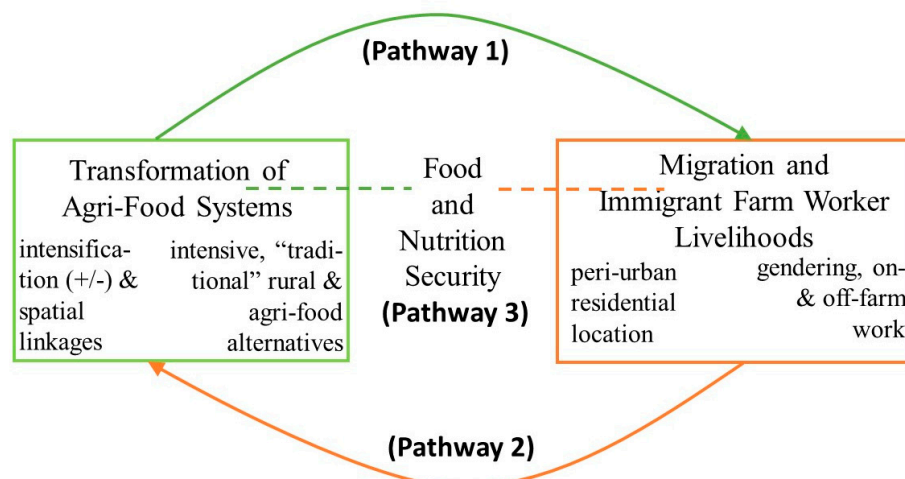 (Pathway 1)
Transformation of
Agri-Food Systems
intensifica-
tion (+/-) &
spatial
linkages
intensive, “tradi-
tional” rural &
agri-food
alternatives
Food
and
Nutrition
Security
(Pathway 3)
Migration and
Immigrant Farm Worker
Livelihoods
peri-urban
residential
location
gendering, on-
& off-farm
work
(Pathway 2)